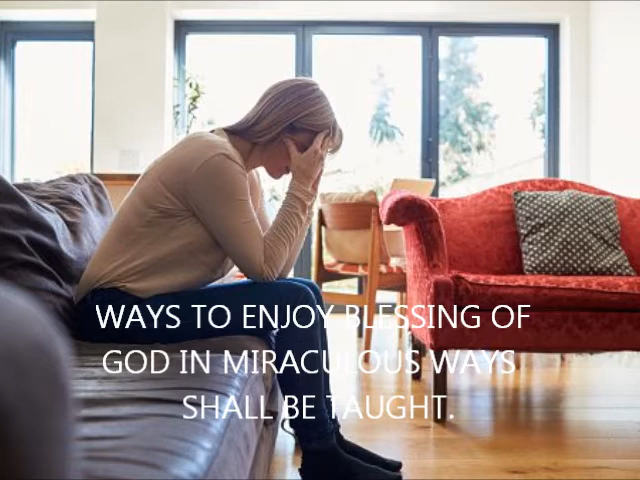 WAYS TO ENJOY BLESSING OF
GOD IN MIRACULOUS WAYS
SHALL BE TAUGHT.